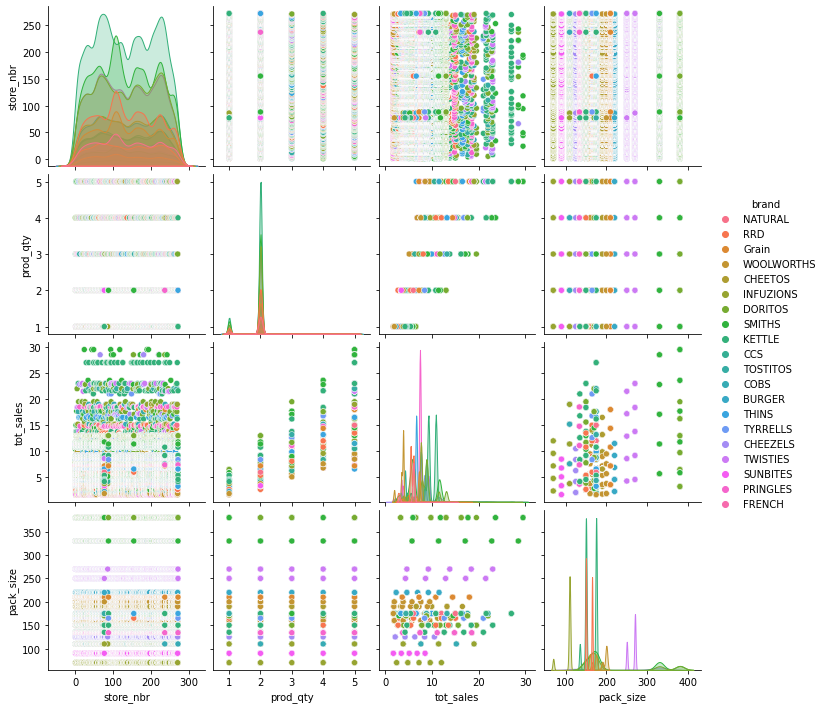 250
200
150
100
50
0
store_nbr
5
4
3
2
1
prod_qty
30
25
20
15
10
5
tot_sales
350
300
250
200
150
100
pack_size
0 100 200 300
store_nbr
1 2 3 4 5
prod_qty
0 10 20 30
tot_sales
100 200 300 400
pack_size
brand
NATURAL
RRD
Grain
WOOLWORTHS
CHEETOS
INFUZIONS
DORITOS
SMITHS
KETTLE
CCS
TOSTITOS
COBS
BURGER
THINS
TYRRELLS
CHEEZELS
TWISTIES
SUNBITES
PRINGLES
FRENCH